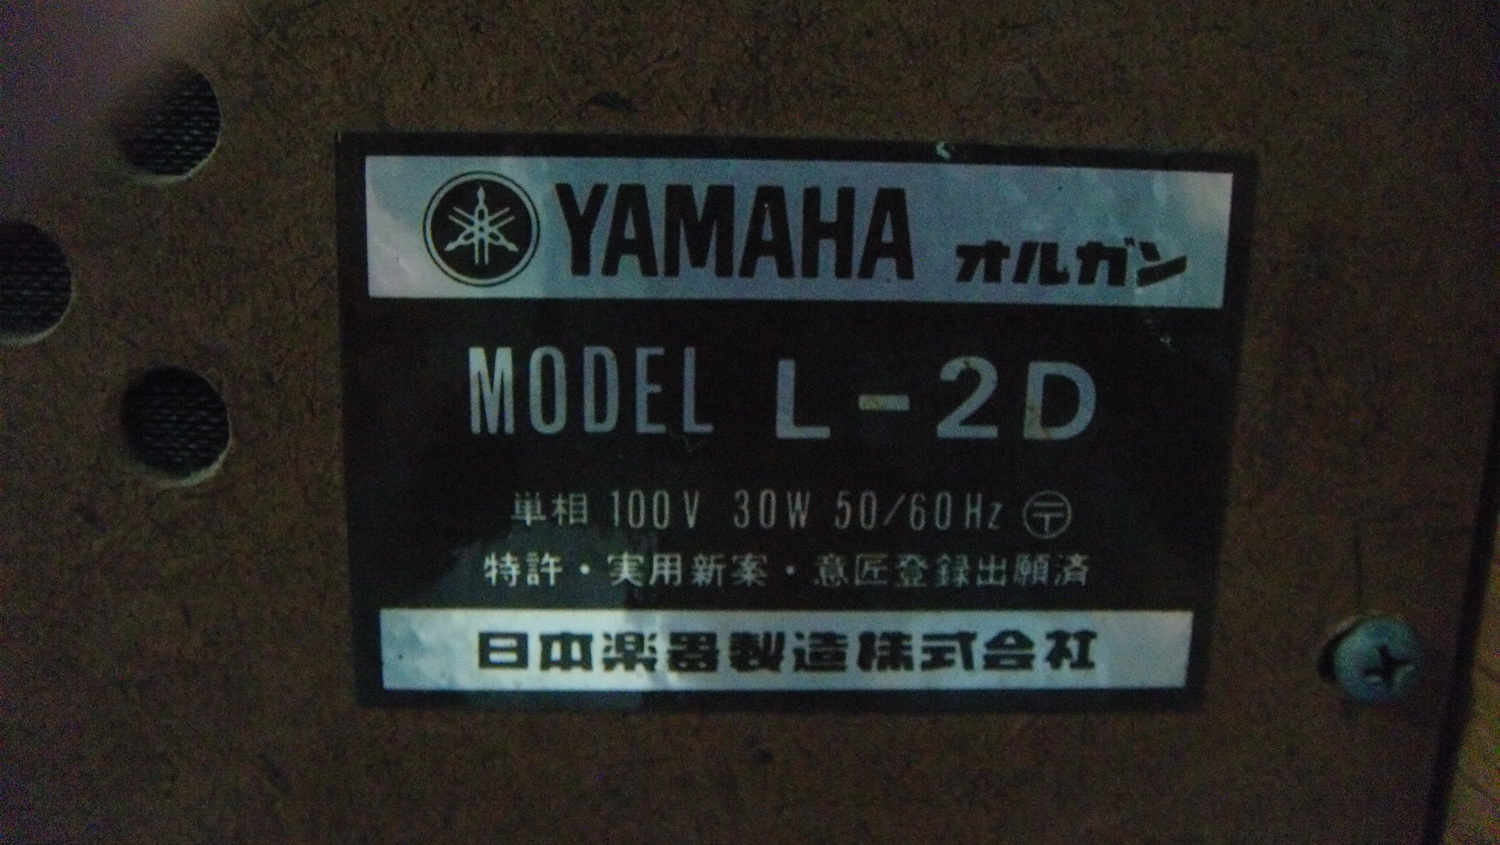 YAMAHA オルガン
MODEL L-2D
単相 100V 30W 50/60Hz 〒
特許・実用新案・意匠登録出願済
日本楽器製造株式会社